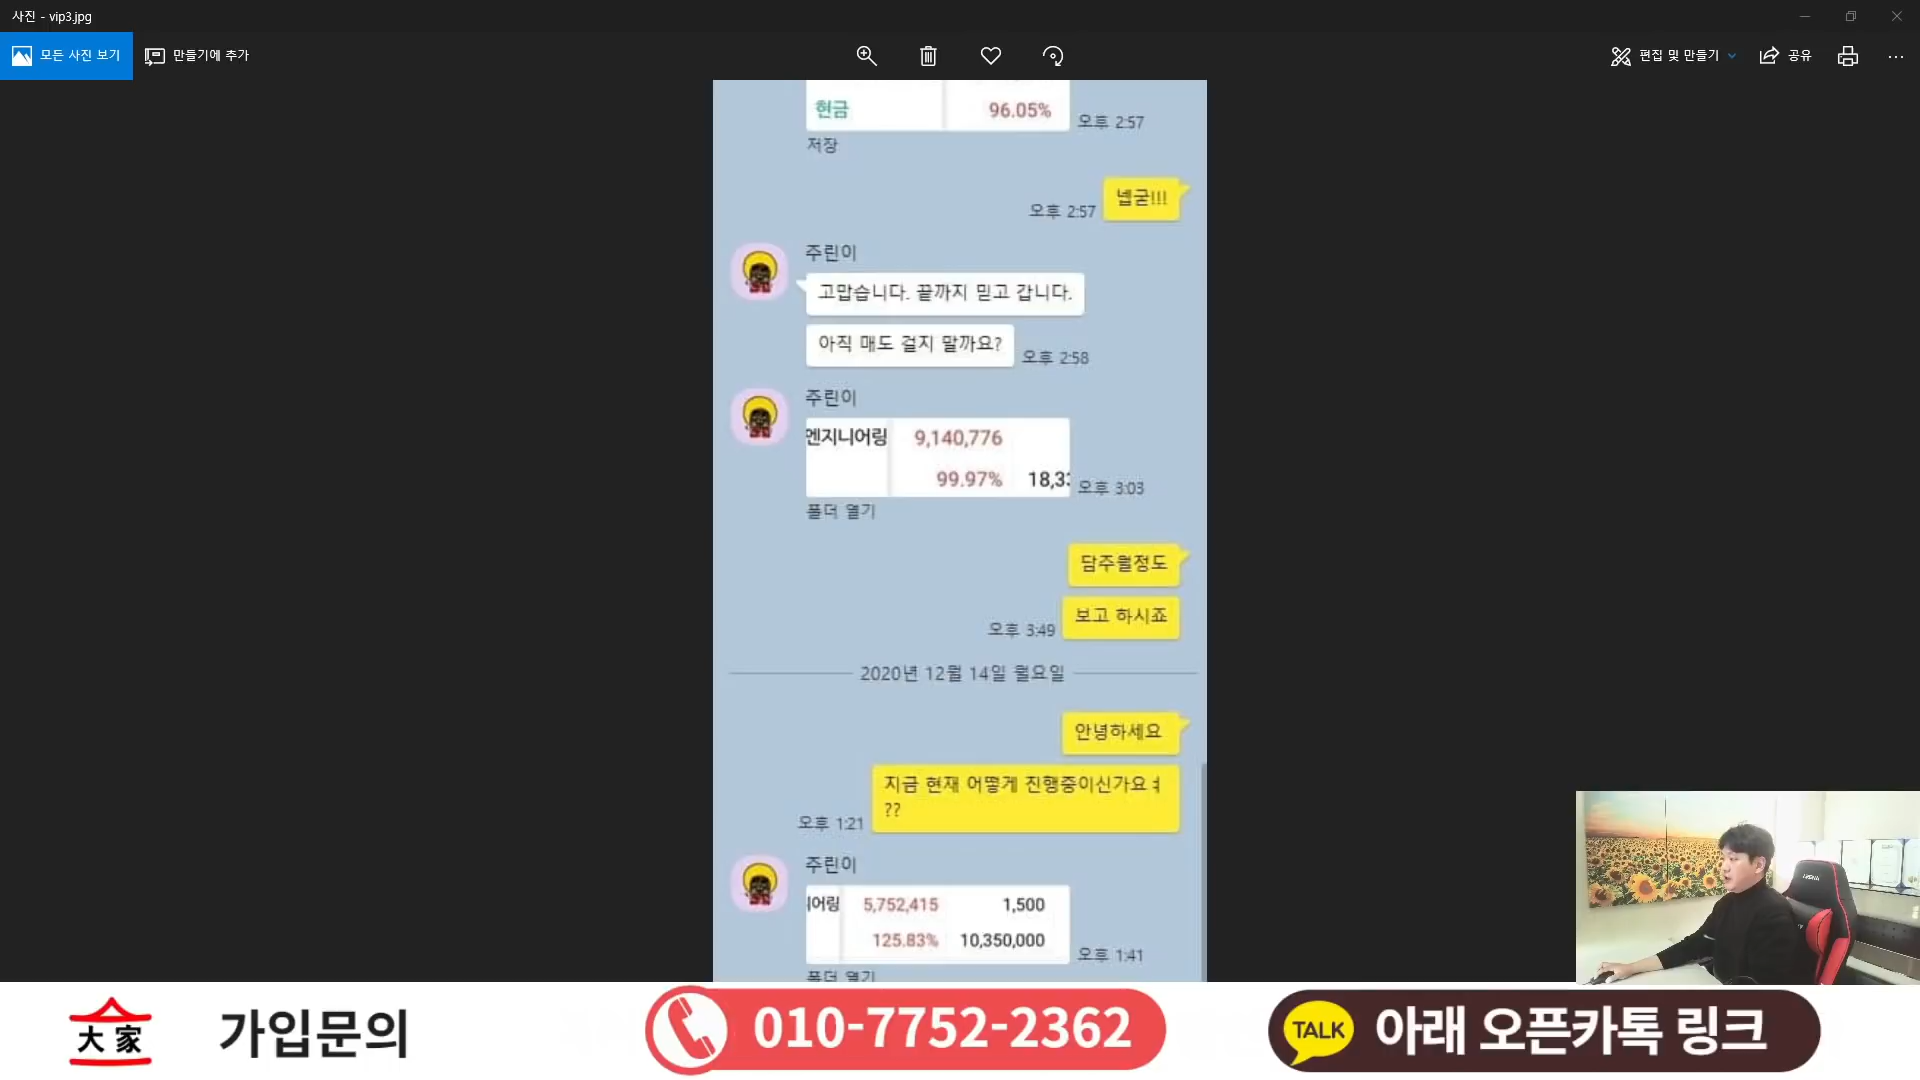 사진 - vip3.jpg
모든 사진 보기
만들기에 추가
편집 및 만들기
공유
현금
96.05%
오후 2:57
저장
넵굳!!!
오후 2:57
주린이
고맙습니다. 끝까지 믿고 갑니다.
아직 매도 걸지 말까요?
오후 2:58
주린이
엔지니어링 9,140,776
99.97% 18,33
오후 3:03
폴더 열기
담주월정도
보고 하시죠
오후 3:49
2020년 12월 14일 월요일
안녕하세요
지금 현재 어떻게 진행중이신가요
??
오후 1:21
주린이
니어링 5,752,415 1,500
125.83% 10,350,000
오후 1:41
폴더 열기
大家
가입문의
010-7752-2362
TALK
아래 오픈카톡 링크